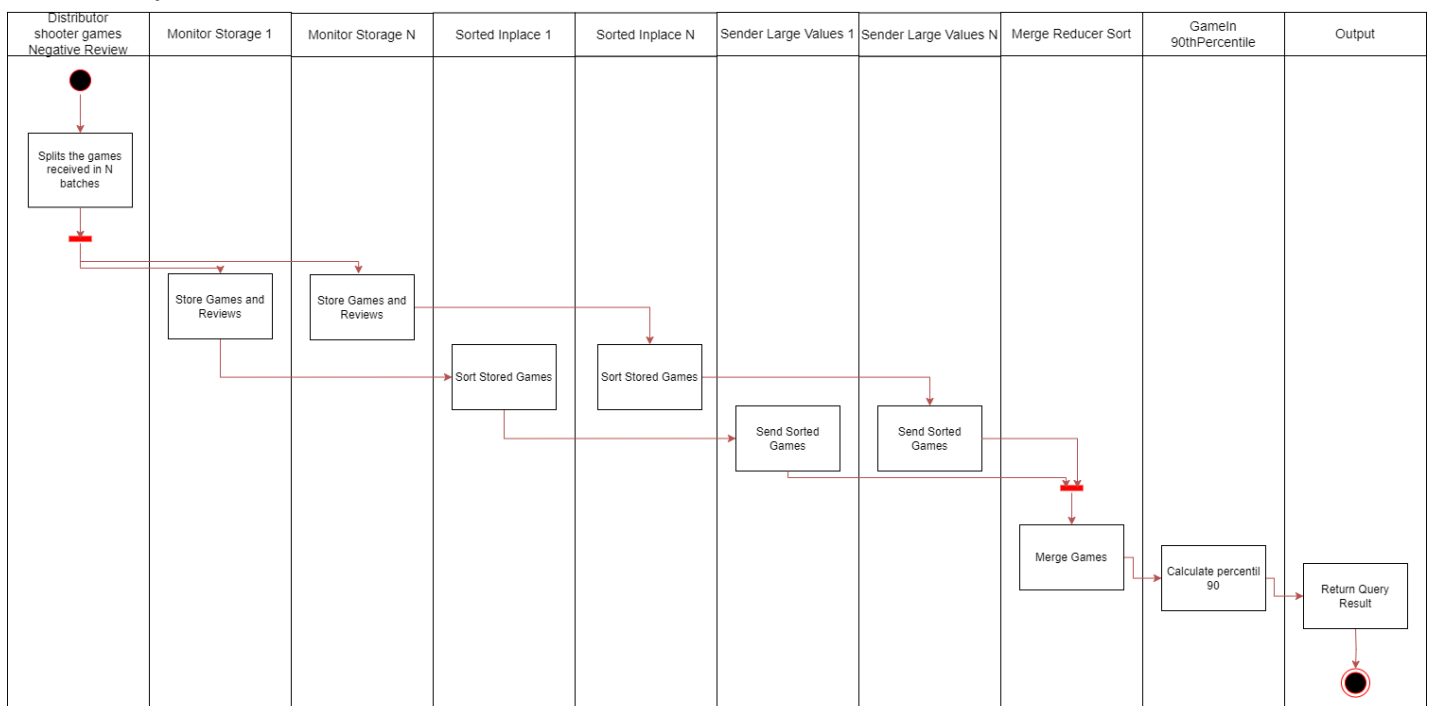 Distributor
shooter games
Negative Review
Monitor Storage 1
Monitor Storage N
Sorted Inplace 1
Sorted Inplace N
Sender Large Values 1
Sender Large Values N
Merge Reducer Sort
GameIn
90thPercentile
Output
Splits the games
received in N
batches
Store Games and
Reviews
Store Games and
Reviews
Sort Stored Games
Sort Stored Games
Send Sorted
Games
Send Sorted
Games
Merge Games
Calculate percentil
90
Return Query
Result